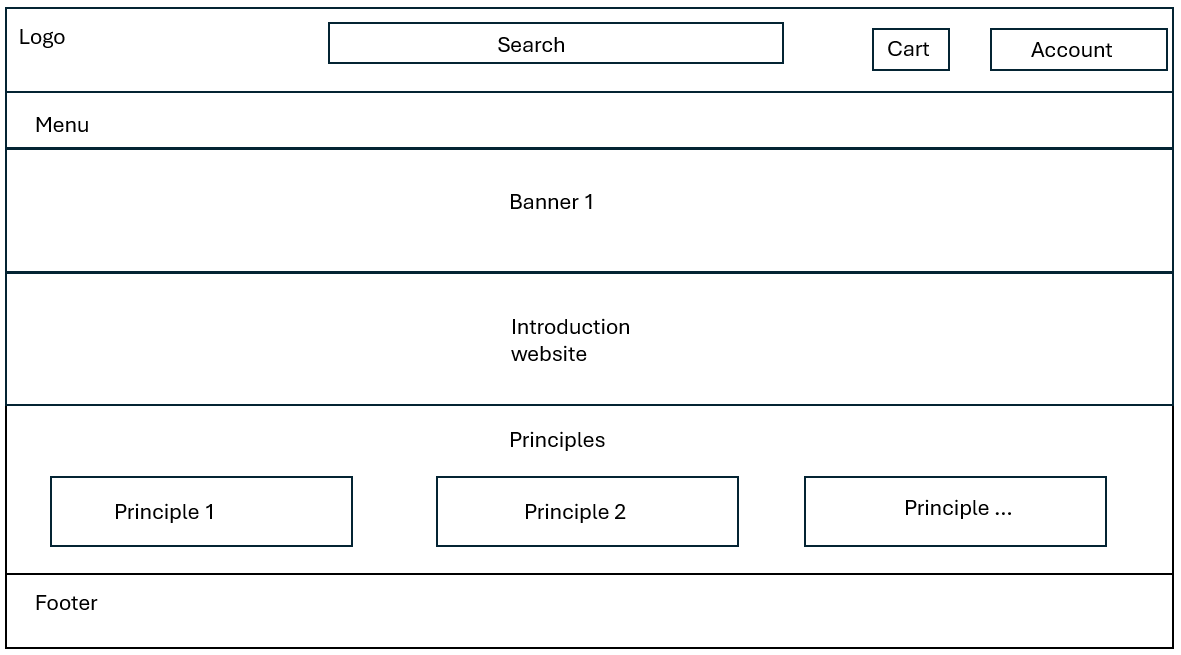 Logo
Search
Cart
Account
Menu
Banner 1
Introduction
website
Principles
Principle 1
Principle 2
Principle ...
Footer